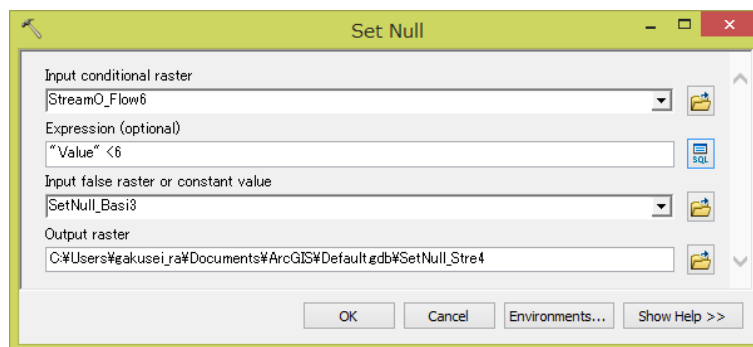 Set Null
Input conditional raster
StreamO_Flow6
Expression (optional)
"Value" <6
SQL
Input false raster or constant value
SetNull_Basi3
Output raster
C:¥Users¥gakusei_ra¥Documents¥ArcGIS¥Default.gdb¥SetNull_Stre4
OK Cancel Environments... Show Help >>